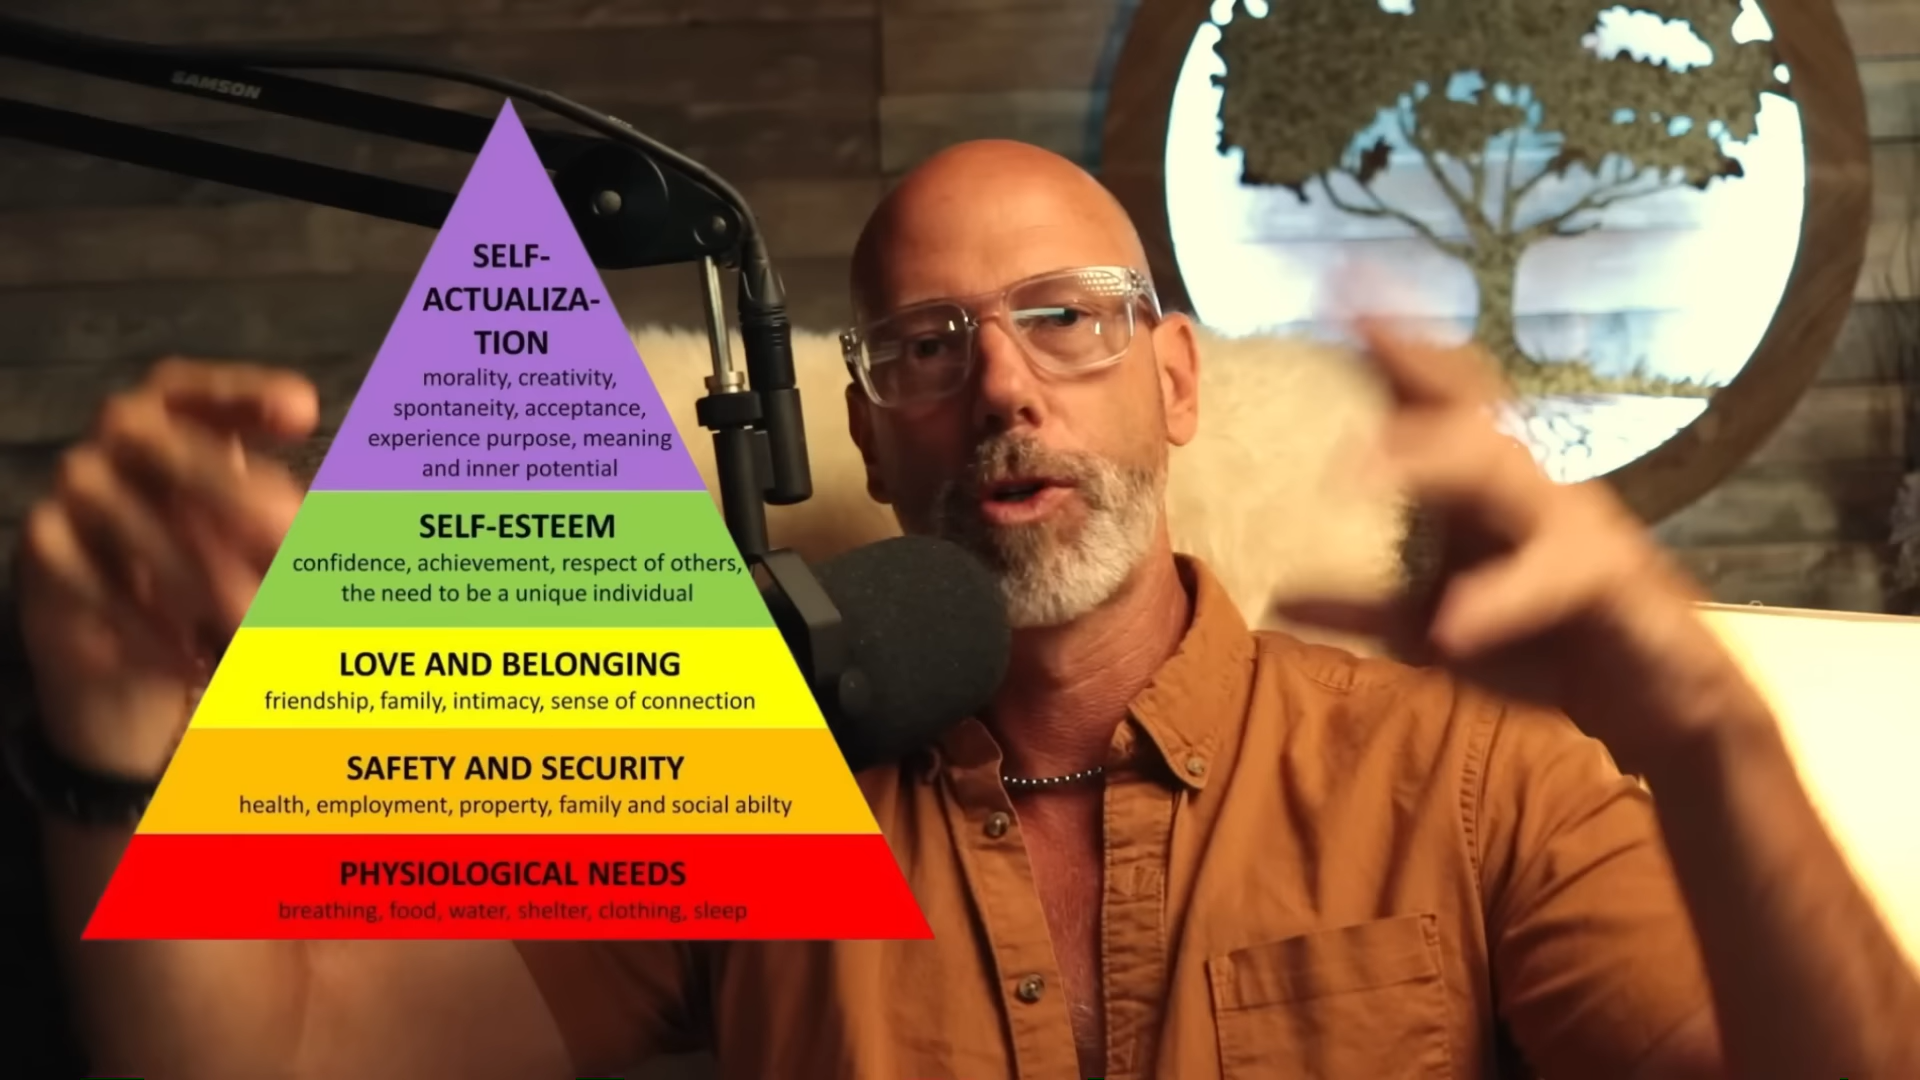 SAMSON
SELF-
ACTUALIZA-
TION
morality, creativity,
spontaneity, acceptance,
experience purpose, meaning
and inner potential
SELF-ESTEEM
confidence, achievement, respect of others,
the need to be a unique individual
LOVE AND BELONGING
friendship, family, intimacy, sense of connection
SAFETY AND SECURITY
health, employment, property, family and social abilty
PHYSIOLOGICAL NEEDS
breathing, food, water, shelter, clothing, sleep